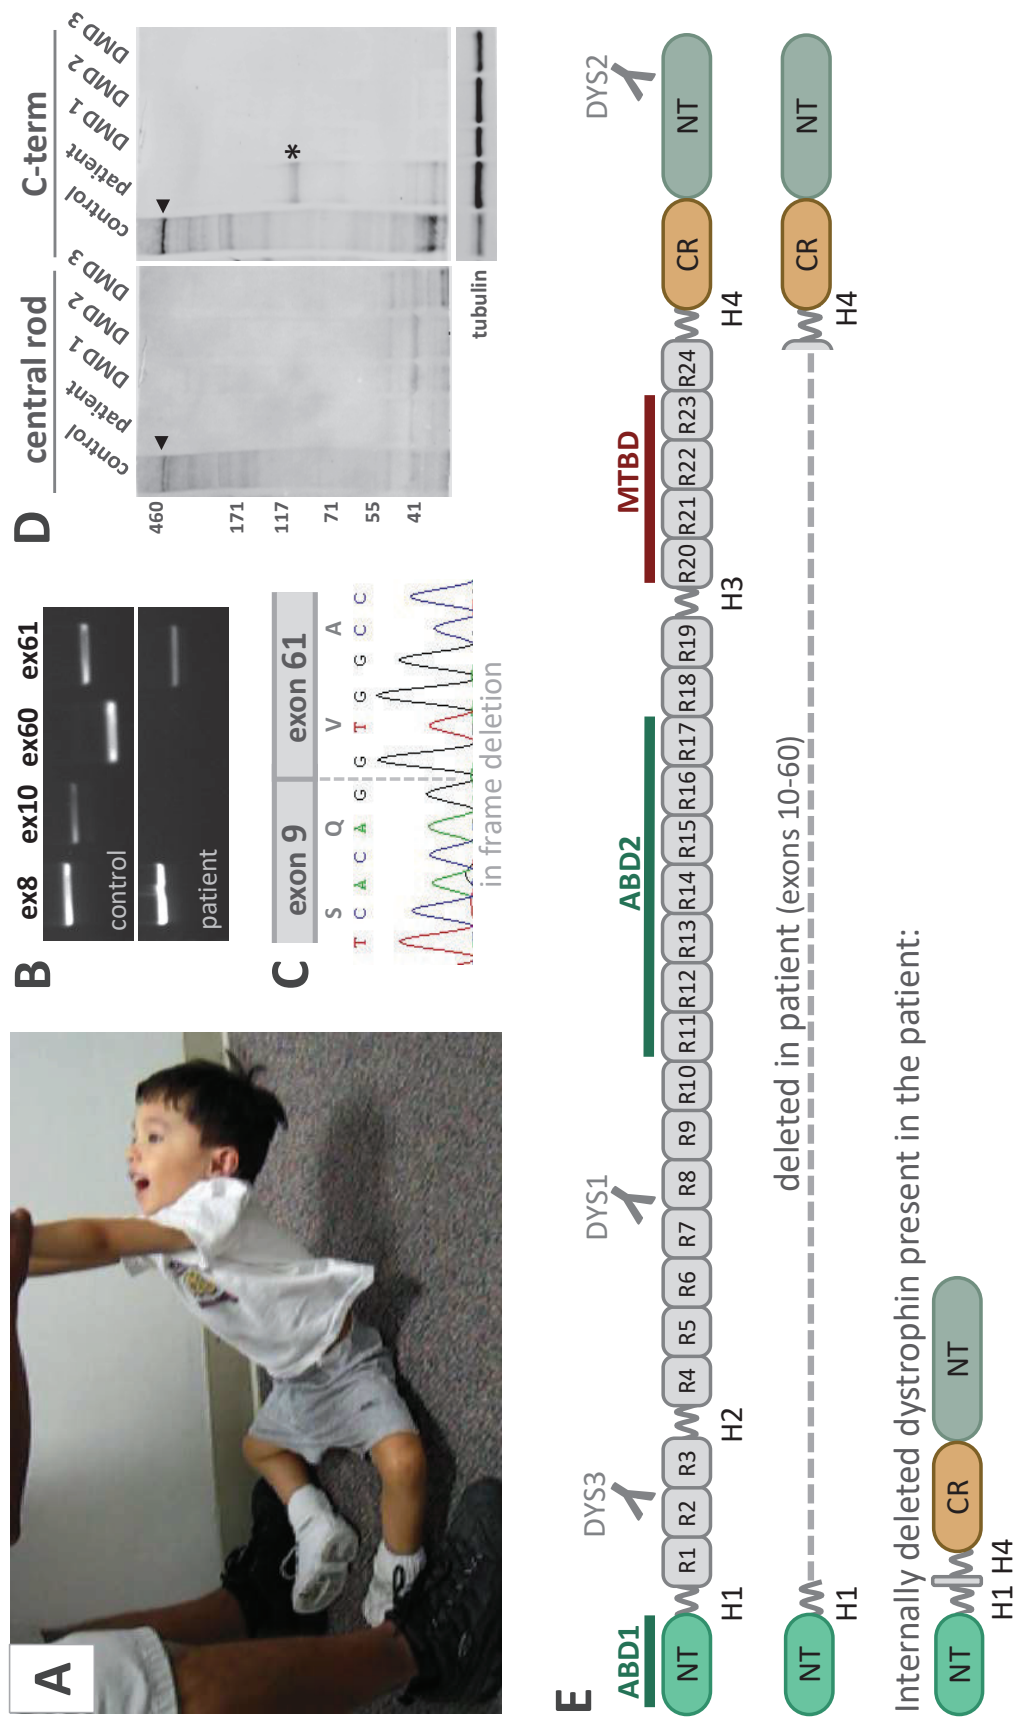 A
B
ex8 ex10 ex60 ex61
control
patient
C
exon 9 exon 61
S Q V A
T C A C A G G T G G C C
in frame deletion
D
central rod C-term
control patient DMD 1 DMD 2 DMD 3 control patient DMD 1 DMD 2 DMD 3
460
171
117
71
55
41
*
tubulin
E
DYS3 DYS1 DYS2
ABD1 ABD2 MTBD
NT R1 R2 R3 R4 R5 R6 R7 R8 R9 R10 R11 R12 R13 R14 R15 R16 R17 R18 R19 R20 R21 R22 R23 R24 CR NT
H1 H2 H3 H4
deleted in patient (exons 10-60)
NT CR NT
H1 H4
Internally deleted dystrophin present in the patient:
NT CR NT
H1 H4